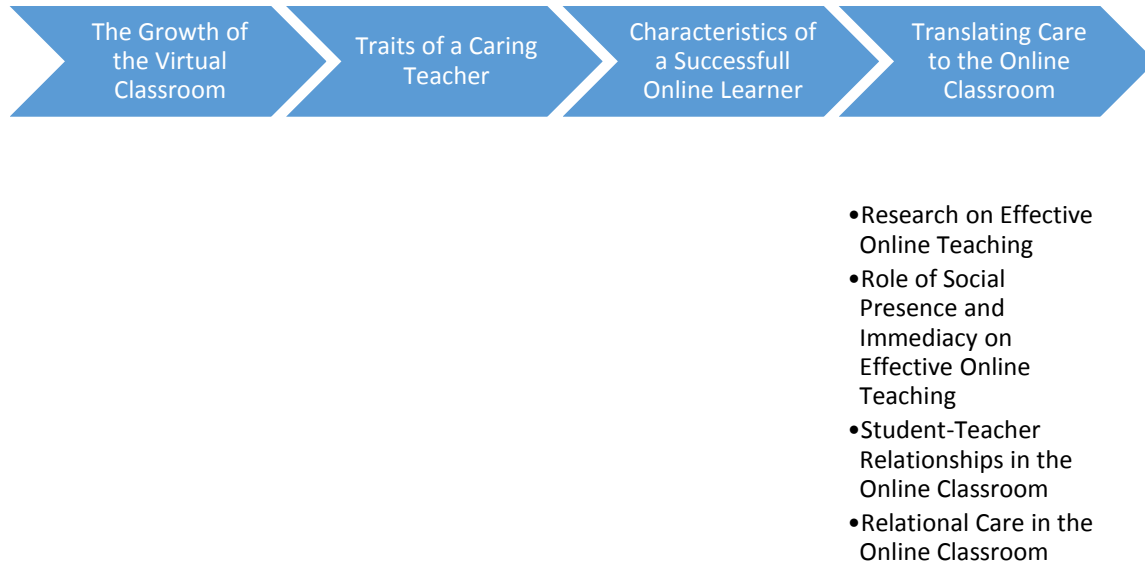 The Growth of
the Virtual
Classroom
Traits of a Caring
Teacher
Characteristics of
a Successfull
Online Learner
Translating Care
to the Online
Classroom
•Research on Effective
Online Teaching
•Role of Social
Presence and
Immediacy on
Effective Online
Teaching
•Student-Teacher
Relationships in the
Online Classroom
•Relational Care in the
Online Classroom